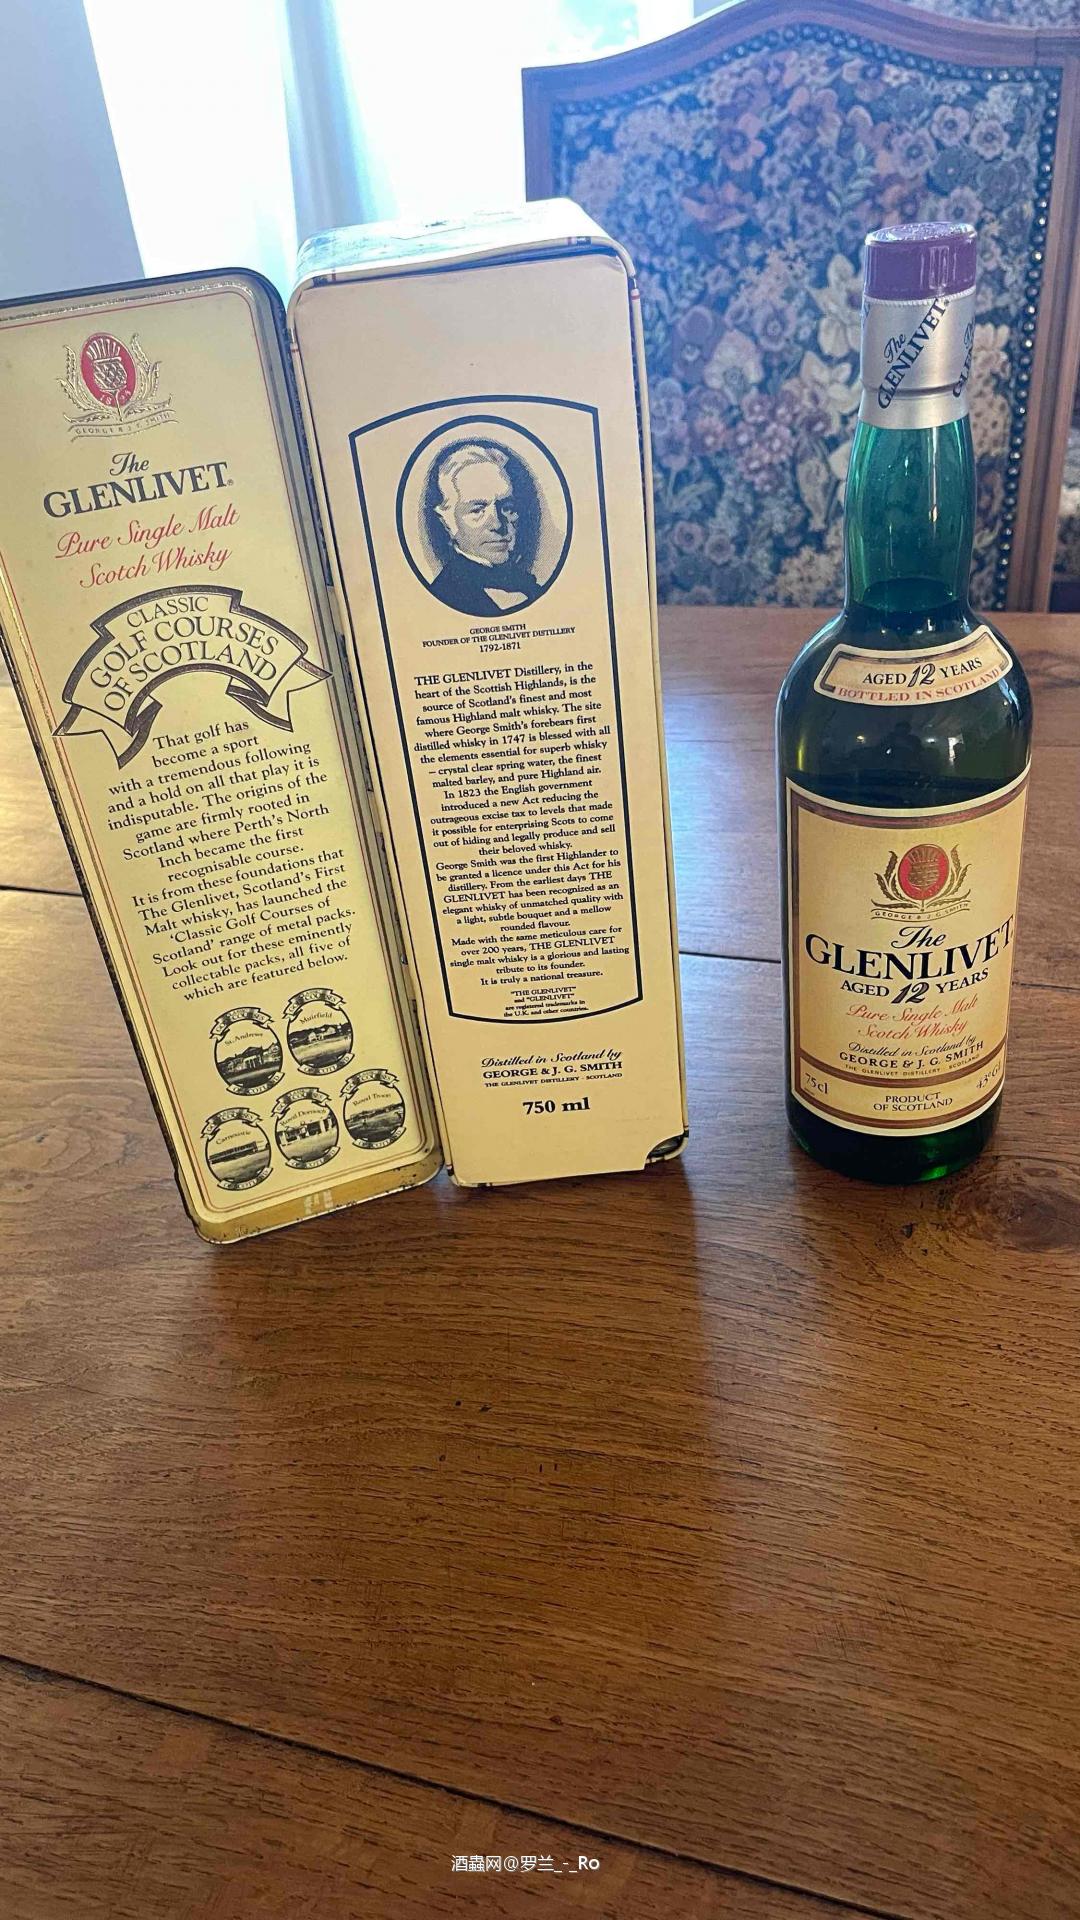 18 24
GEORGE & J. G. SMITH
The
GLENLIVET®
Pure Single Malt
Scotch Whisky
CLASSIC
GOLF COURSES
OF SCOTLAND
That golf has
become a sport
with a tremendous following
and a hold on all that play it is
indisputable. The origins of the
game are firmly rooted in
Scotland where Perth's North
Inch became the first
recognisable course.
It is from these foundations that
The Glenlivet, Scotland's First
Malt whisky, has launched the
'Classic Golf Courses of
Scotland' range of metal packs.
Look out for these eminently
collectable packs, all five of
which are featured below.
St. Andrews
Muirfield
Carnoustie
Royal Dornoch
Royal Troon
GEORGE SMITH
FOUNDER OF THE GLENLIVET DISTILLERY
1792-1871
THE GLENLIVET Distillery, in the
heart of the Scottish Highlands, is the
source of Scotland's finest and most
famous Highland malt whisky. The site
where George Smith's forebears first
distilled whisky in 1747 is blessed with all
the elements essential for superb whisky
– crystal clear spring water, the finest
malted barley, and pure Highland air.
In 1823 the English government
introduced a new Act reducing the
outrageous excise tax to levels that made
it possible for enterprising Scots to come
out of hiding and legally produce and sell
their beloved whisky.
George Smith was the first Highlander to
be granted a licence under this Act for his
distillery. From the earliest days THE
GLENLIVET has been recognized as an
elegant whisky of unmatched quality with
a light, subtle bouquet and a mellow
rounded flavour.
Made with the same meticulous care for
over 200 years, THE GLENLIVET
single malt whisky is a glorious and lasting
tribute to its founder.
It is truly a national treasure.
"THE GLENLIVET"
and "GLENLIVET"
are registered trademarks in
the U.K. and other countries.
Distilled in Scotland by
GEORGE & J. G. SMITH
THE GLENLIVET DISTILLERY · SCOTLAND
750 ml
The
GLENLIVET
AGED 12 YEARS
BOTTLED IN SCOTLAND
GEORGE & J. G. SMITH
The
GLENLIVET.
AGED 12 YEARS
Pure Single Malt
Scotch Whisky
Distilled in Scotland by
GEORGE & J. G. SMITH
THE GLENLIVET DISTILLERY · SCOTLAND
75cl
43°GL
PRODUCT
OF SCOTLAND
酒蟲网@罗兰_-_Ro